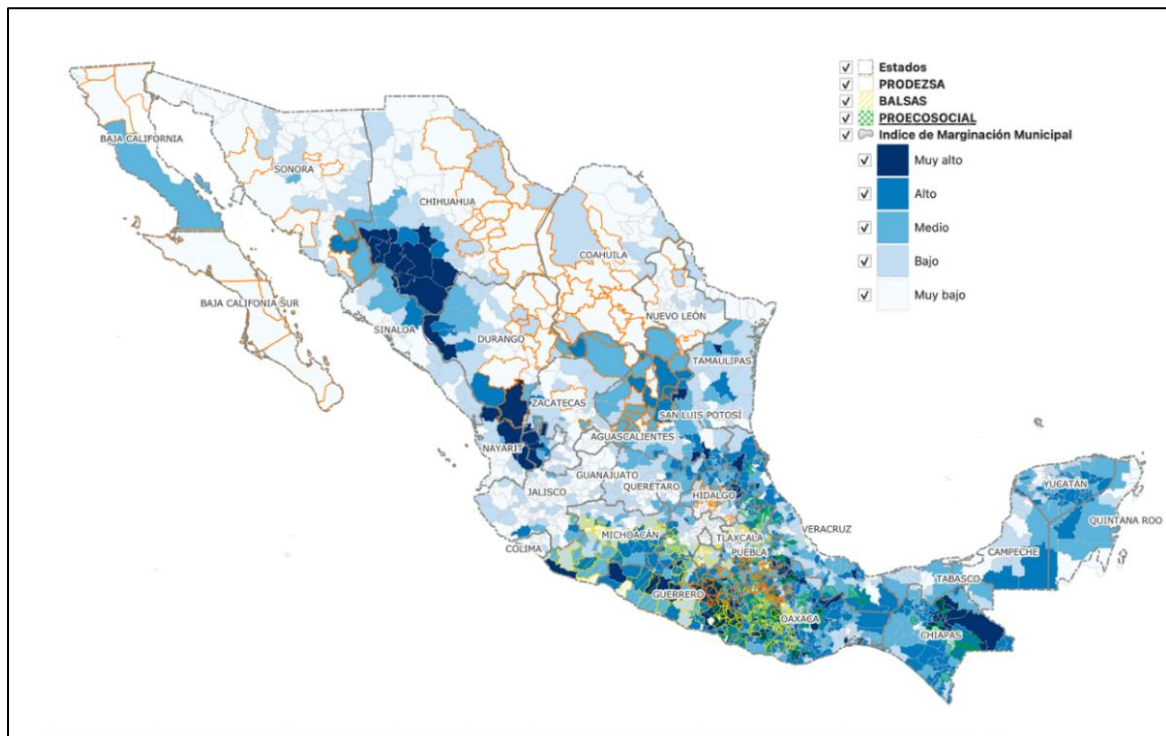 Estados
PRODEZSA
BALSAS
PROECOSOCIAL
Indice de Marginación Municipal
Muy alto
Alto
Medio
Bajo
Muy bajo
BAJA CALIFORNIA
SONORA
CHIHUAHUA
COAHUILA
BAJA CALIFONIA SUR
NUEVO LEÓN
SINALOA
DURANGO
TAMAULIPAS
ZACATECAS
SAN LUIS POTOSÍ
AGUASCALIENTES
NAYARIT
GUANAJUATO
JALISCO
QUERÉTARO
HIDALGO
YUCATÁN
QUINTANA ROO
VERACRUZ
MICHOACÁN
TLAXCALA
COLIMA
PUEBLA
CAMPECHE
TABASCO
GUERRERO
OAXACA
CHIAPAS